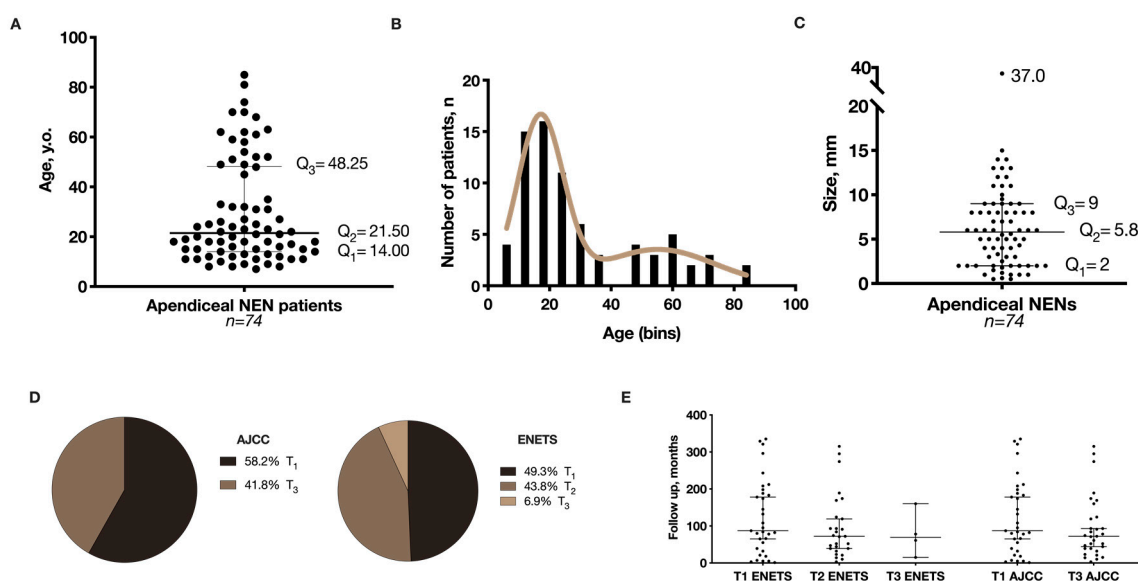 A
Age, y.o.
100
80
60
40
20
0
Q3= 48.25
Q2= 21.50
Q1= 14.00
Apendiceal NEN patients
n=74
B
Number of patients, n
20
15
10
5
0
0 20 40 60 80 100
Age (bins)
C
Size, mm
40
20
15
10
5
0
37.0
Q3= 9
Q2= 5.8
Q1= 2
Apendiceal NENs
n=74
D
AJCC
58.2% T1
41.8% T3
ENETS
49.3% T1
43.8% T2
6.9% T3
E
Follow up, months
400
300
200
100
0
T1 ENETS T2 ENETS T3 ENETS T1 AJCC T3 AJCC